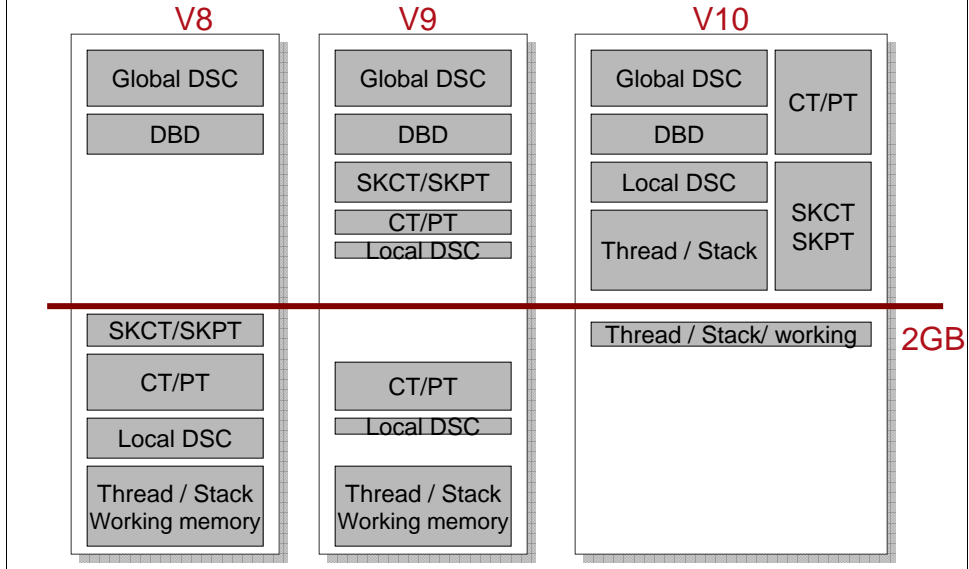 V8
Global DSC
DBD
SKCT/SKPT
CT/PT
Local DSC
Thread / Stack
Working memory
V9
Global DSC
DBD
SKCT/SKPT
CT/PT
Local DSC
CT/PT
Local DSC
Thread / Stack
Working memory
V10
Global DSC
DBD
Local DSC
Thread / Stack
CT/PT
SKCT
SKPT
Thread / Stack/ working
2GB